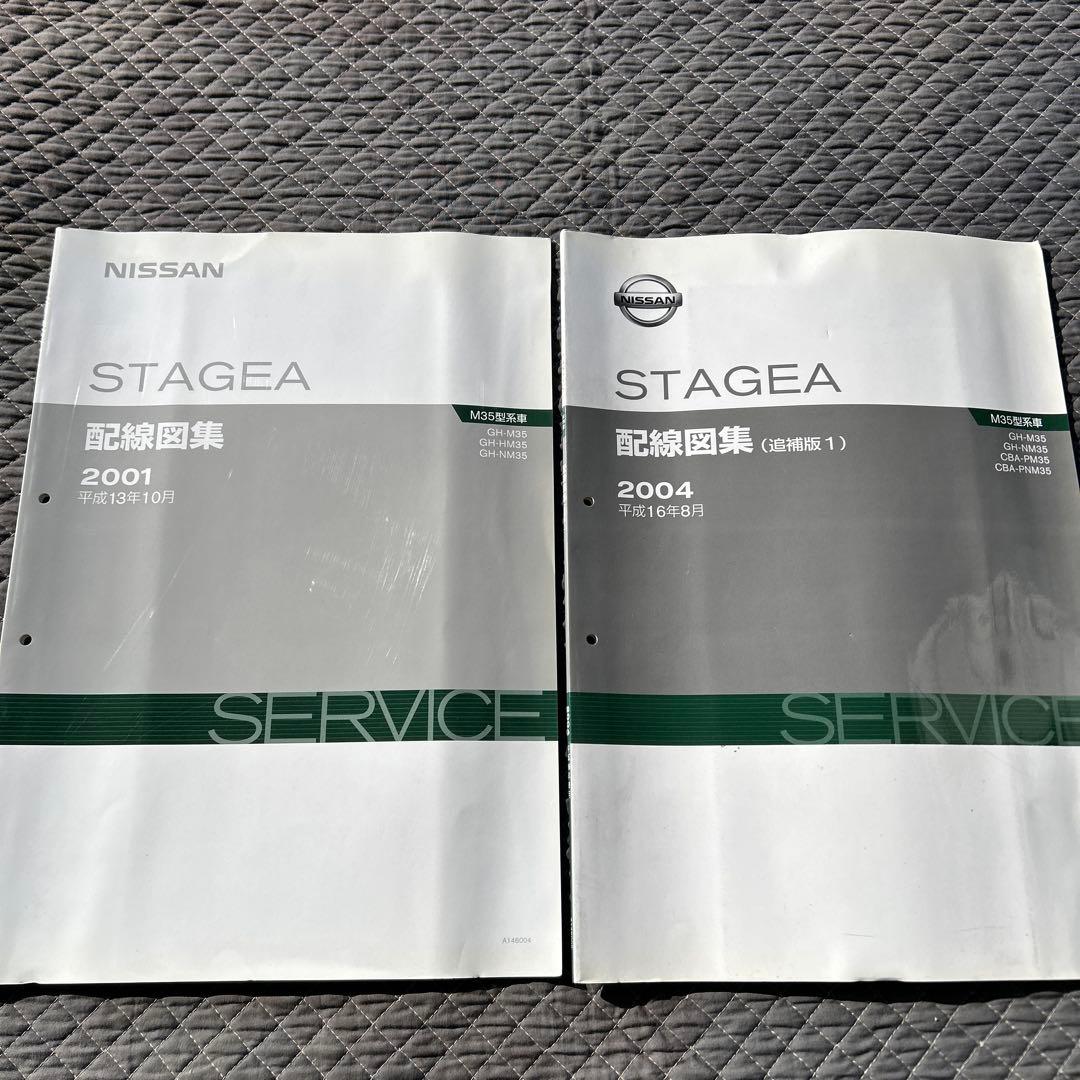 NISSAN
STAGEA
M35型系車
配線図集
GH-M35
GH-HM35
GH-NM35
2001
平成13年10月
SERVICE
A146004
NISSAN
STAGEA
M35型系車
配線図集(追補版1)
GH-M35
GH-NM35
CBA-PM35
CBA-PNM35
2004
平成16年8月
SERVICE